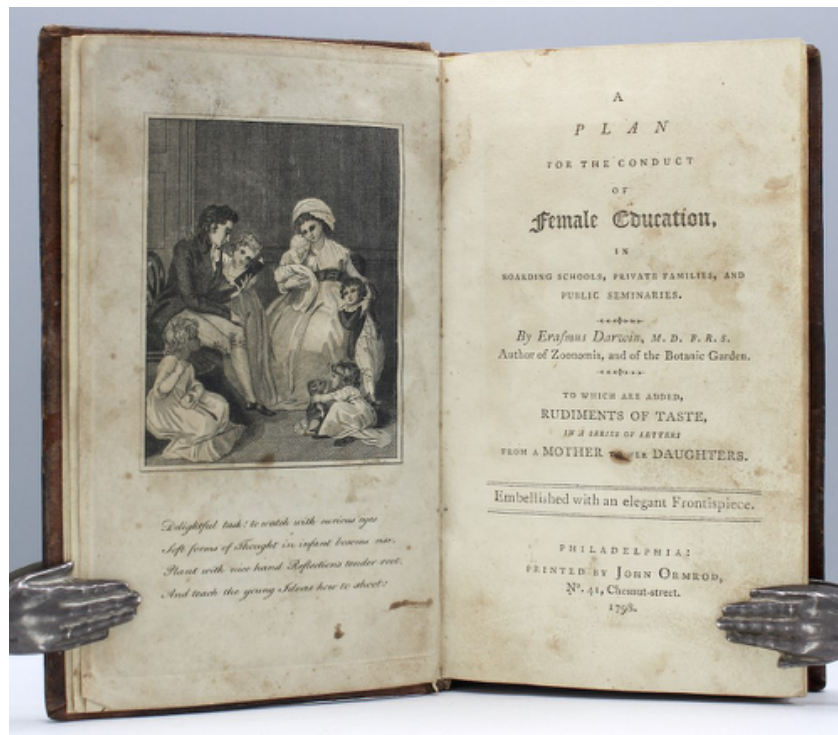 Delightful task! to watch with curious eyes
Soft forms of Thought in infant bosoms rise,
Plant with nice hand Reflections tender root,
And teach the young Ideas how to shoot!
A
PLAN
FOR THE CONDUCT
OF
Female Education,
IN
BOARDING SCHOOLS, PRIVATE FAMILIES, AND
PUBLIC SEMINARIES.
By Eraſmus Darwin, M. D. F. R. S.
Author of Zoonomia, and of the Botanic Garden.
TO WHICH ARE ADDED,
RUDIMENTS OF TASTE,
IN A SERIES OF LETTERS
FROM A MOTHER TO HER DAUGHTERS.
Embelliſhed with an elegant Frontiſpiece.
PHILADELPHIA:
PRINTED BY JOHN ORMROD,
No. 41, Cheſnut-ſtreet.
1798.